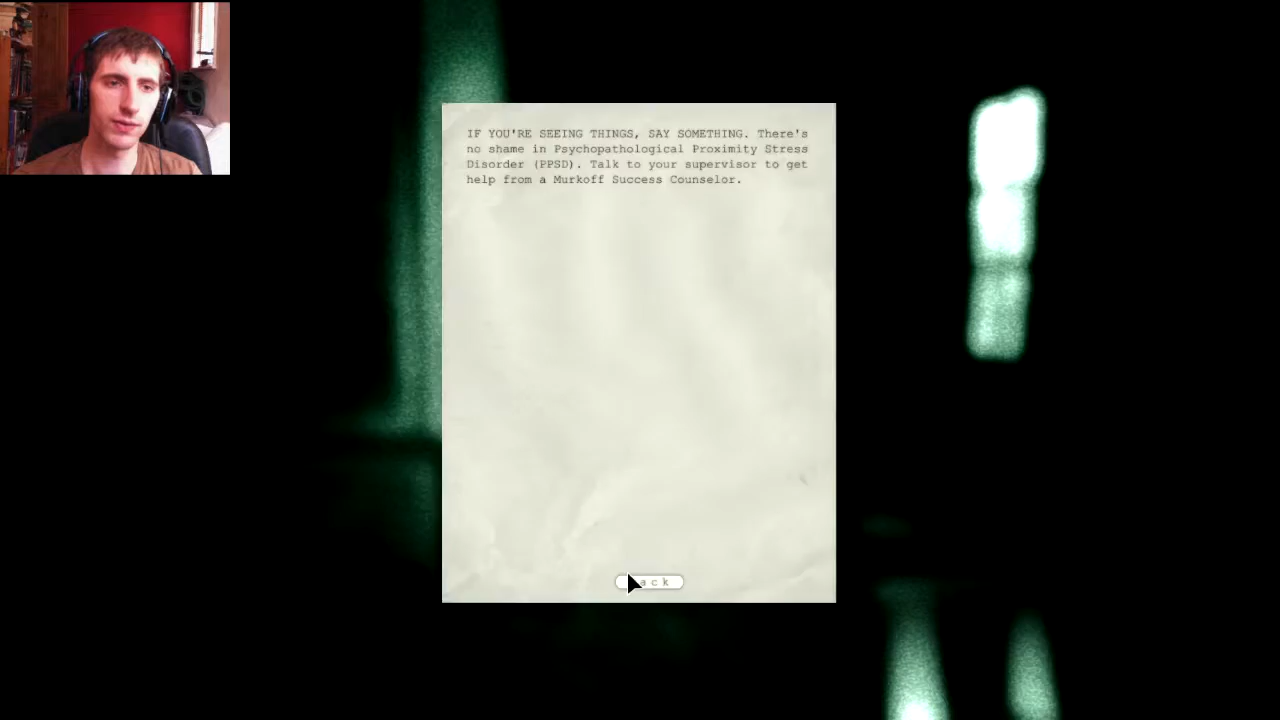 IF YOU'RE SEEING THINGS, SAY SOMETHING. There's
no shame in Psychopathological Proximity Stress
Disorder (PPSD). Talk to your supervisor to get
help from a Murkoff Success Counselor.
ack